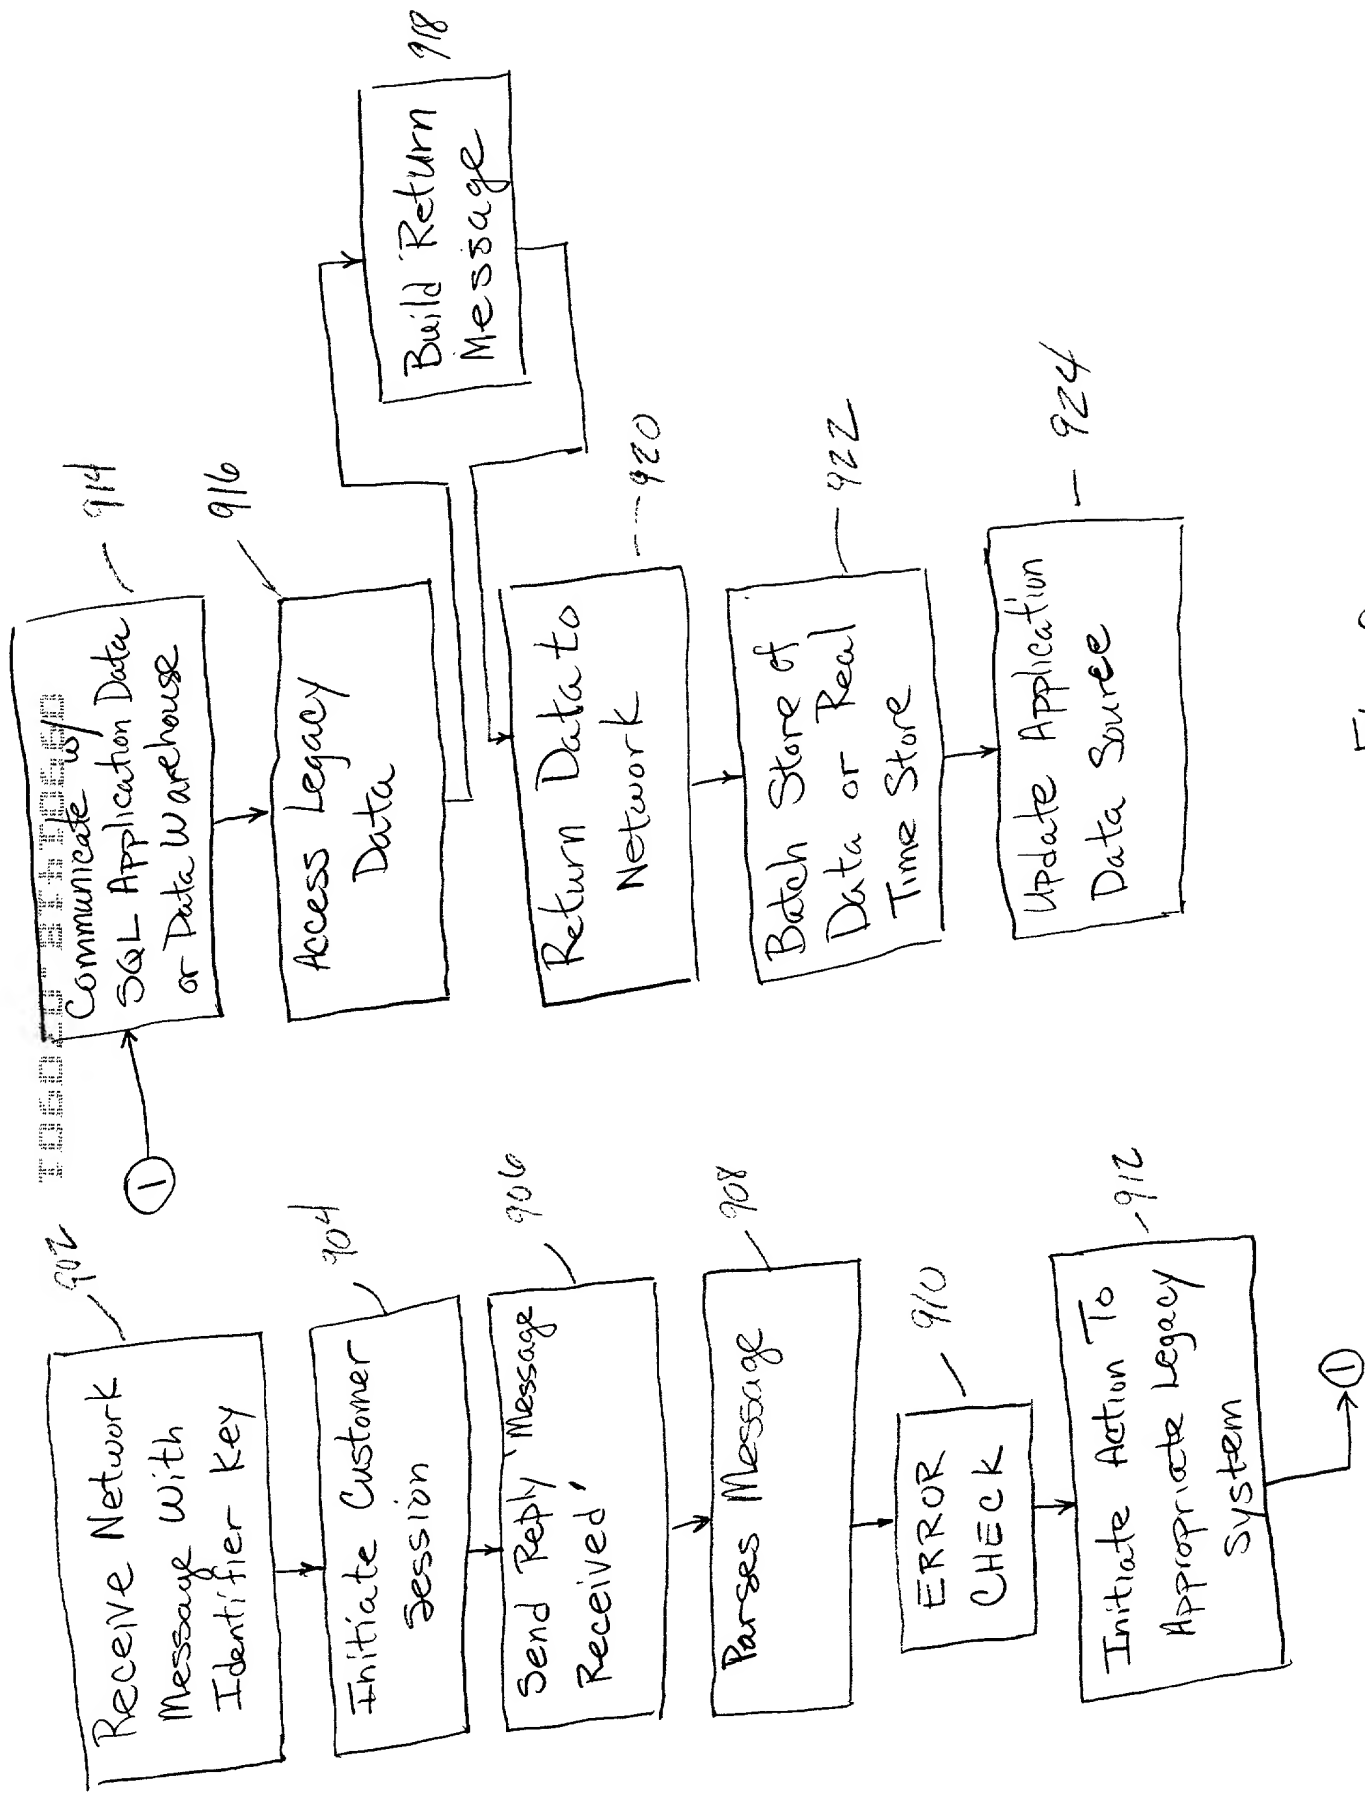 902
Receive Network
Message With
Identifier Key
904
Initiate Customer
Session
906
Send Reply 'Message
Received'
908
Parses Message
910
ERROR
CHECK
912
Initiate Action To
Appropriate Legacy
System
1
1
914
Communicate w/
SQL Application Data
or Data Warehouse
916
Access Legacy
Data
918
Build Return
Message
920
Return Data to
Network
922
Batch Store of
Data or Real
Time Store
924
Update Application
Data Source